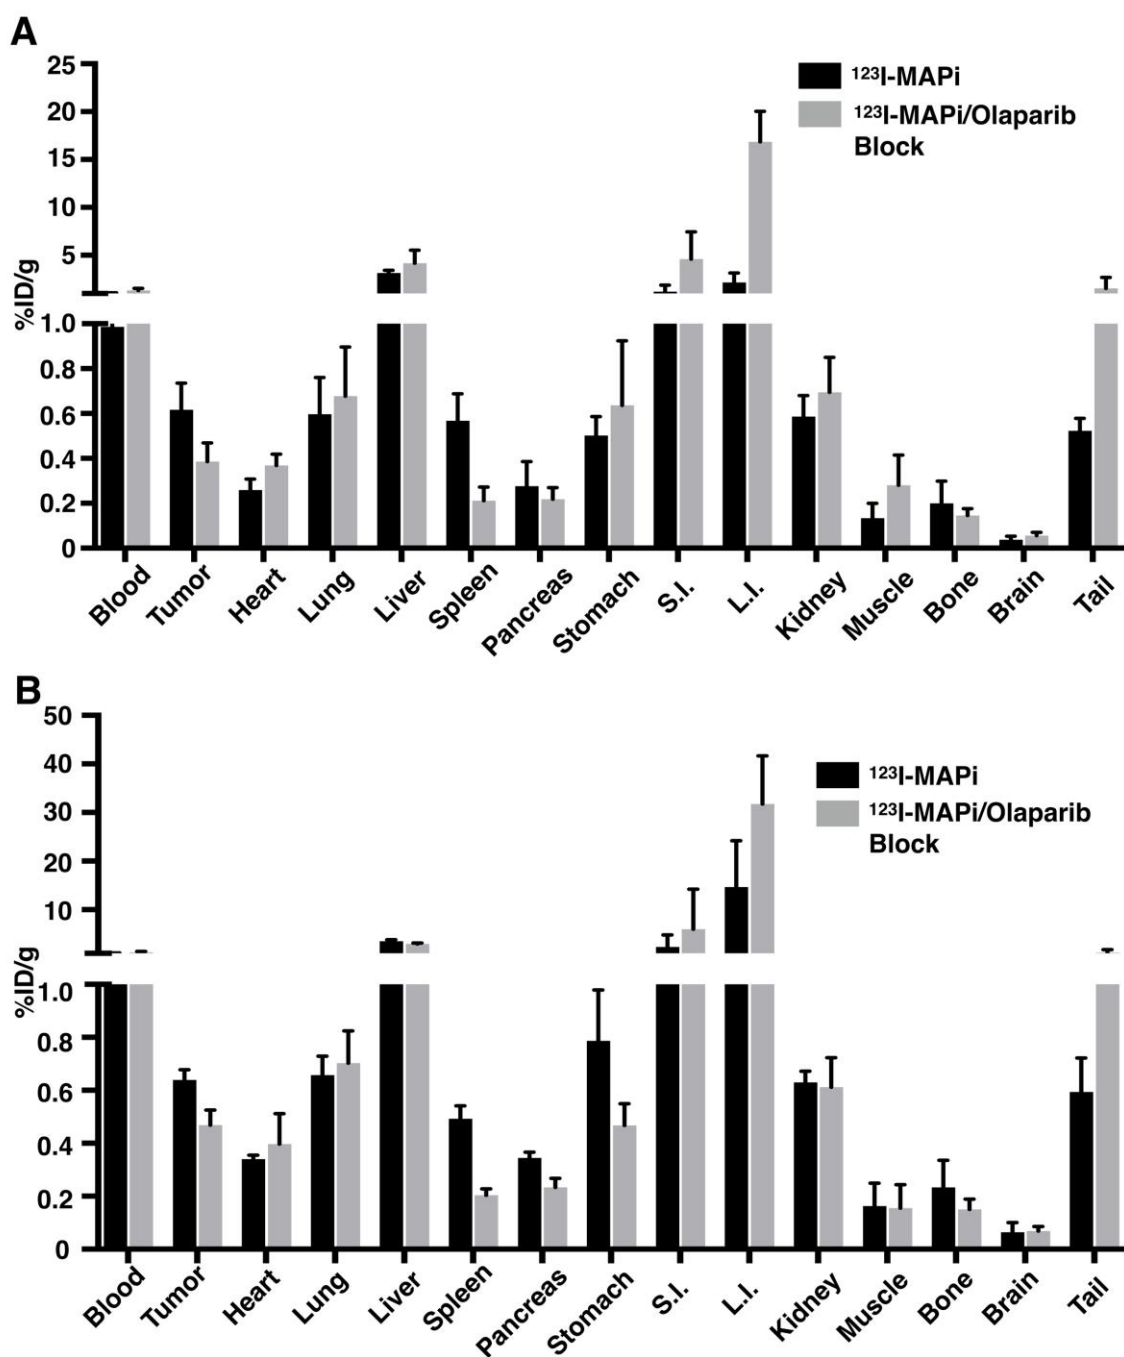 A
25
20
15
10
5
1.0
0.8
0.6
0.4
0.2
0
%ID/g
¹²³I-MAPi
¹²³I-MAPi/Olaparib
Block
Blood
Tumor
Heart
Lung
Liver
Spleen
Pancreas
Stomach
S.I.
L.I.
Kidney
Muscle
Bone
Brain
Tail
B
50
40
30
20
10
1.0
0.8
0.6
0.4
0.2
0
%ID/g
¹²³I-MAPi
¹²³I-MAPi/Olaparib
Block
Blood
Tumor
Heart
Lung
Liver
Spleen
Pancreas
Stomach
S.I.
L.I.
Kidney
Muscle
Bone
Brain
Tail